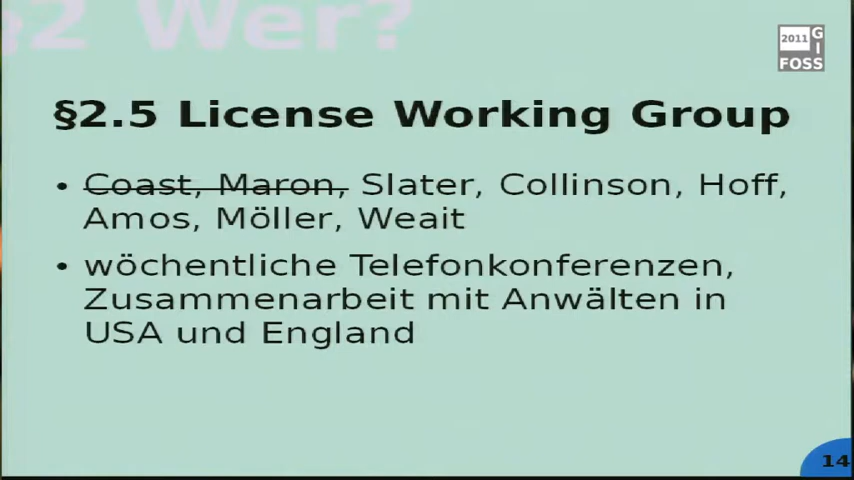 §2 Wer?
2011 G
I
FOSS
§2.5 License Working Group
• Coast, Maron, Slater, Collinson, Hoff,
Amos, Möller, Weait
• wöchentliche Telefonkonferenzen,
Zusammenarbeit mit Anwälten in
USA und England
14